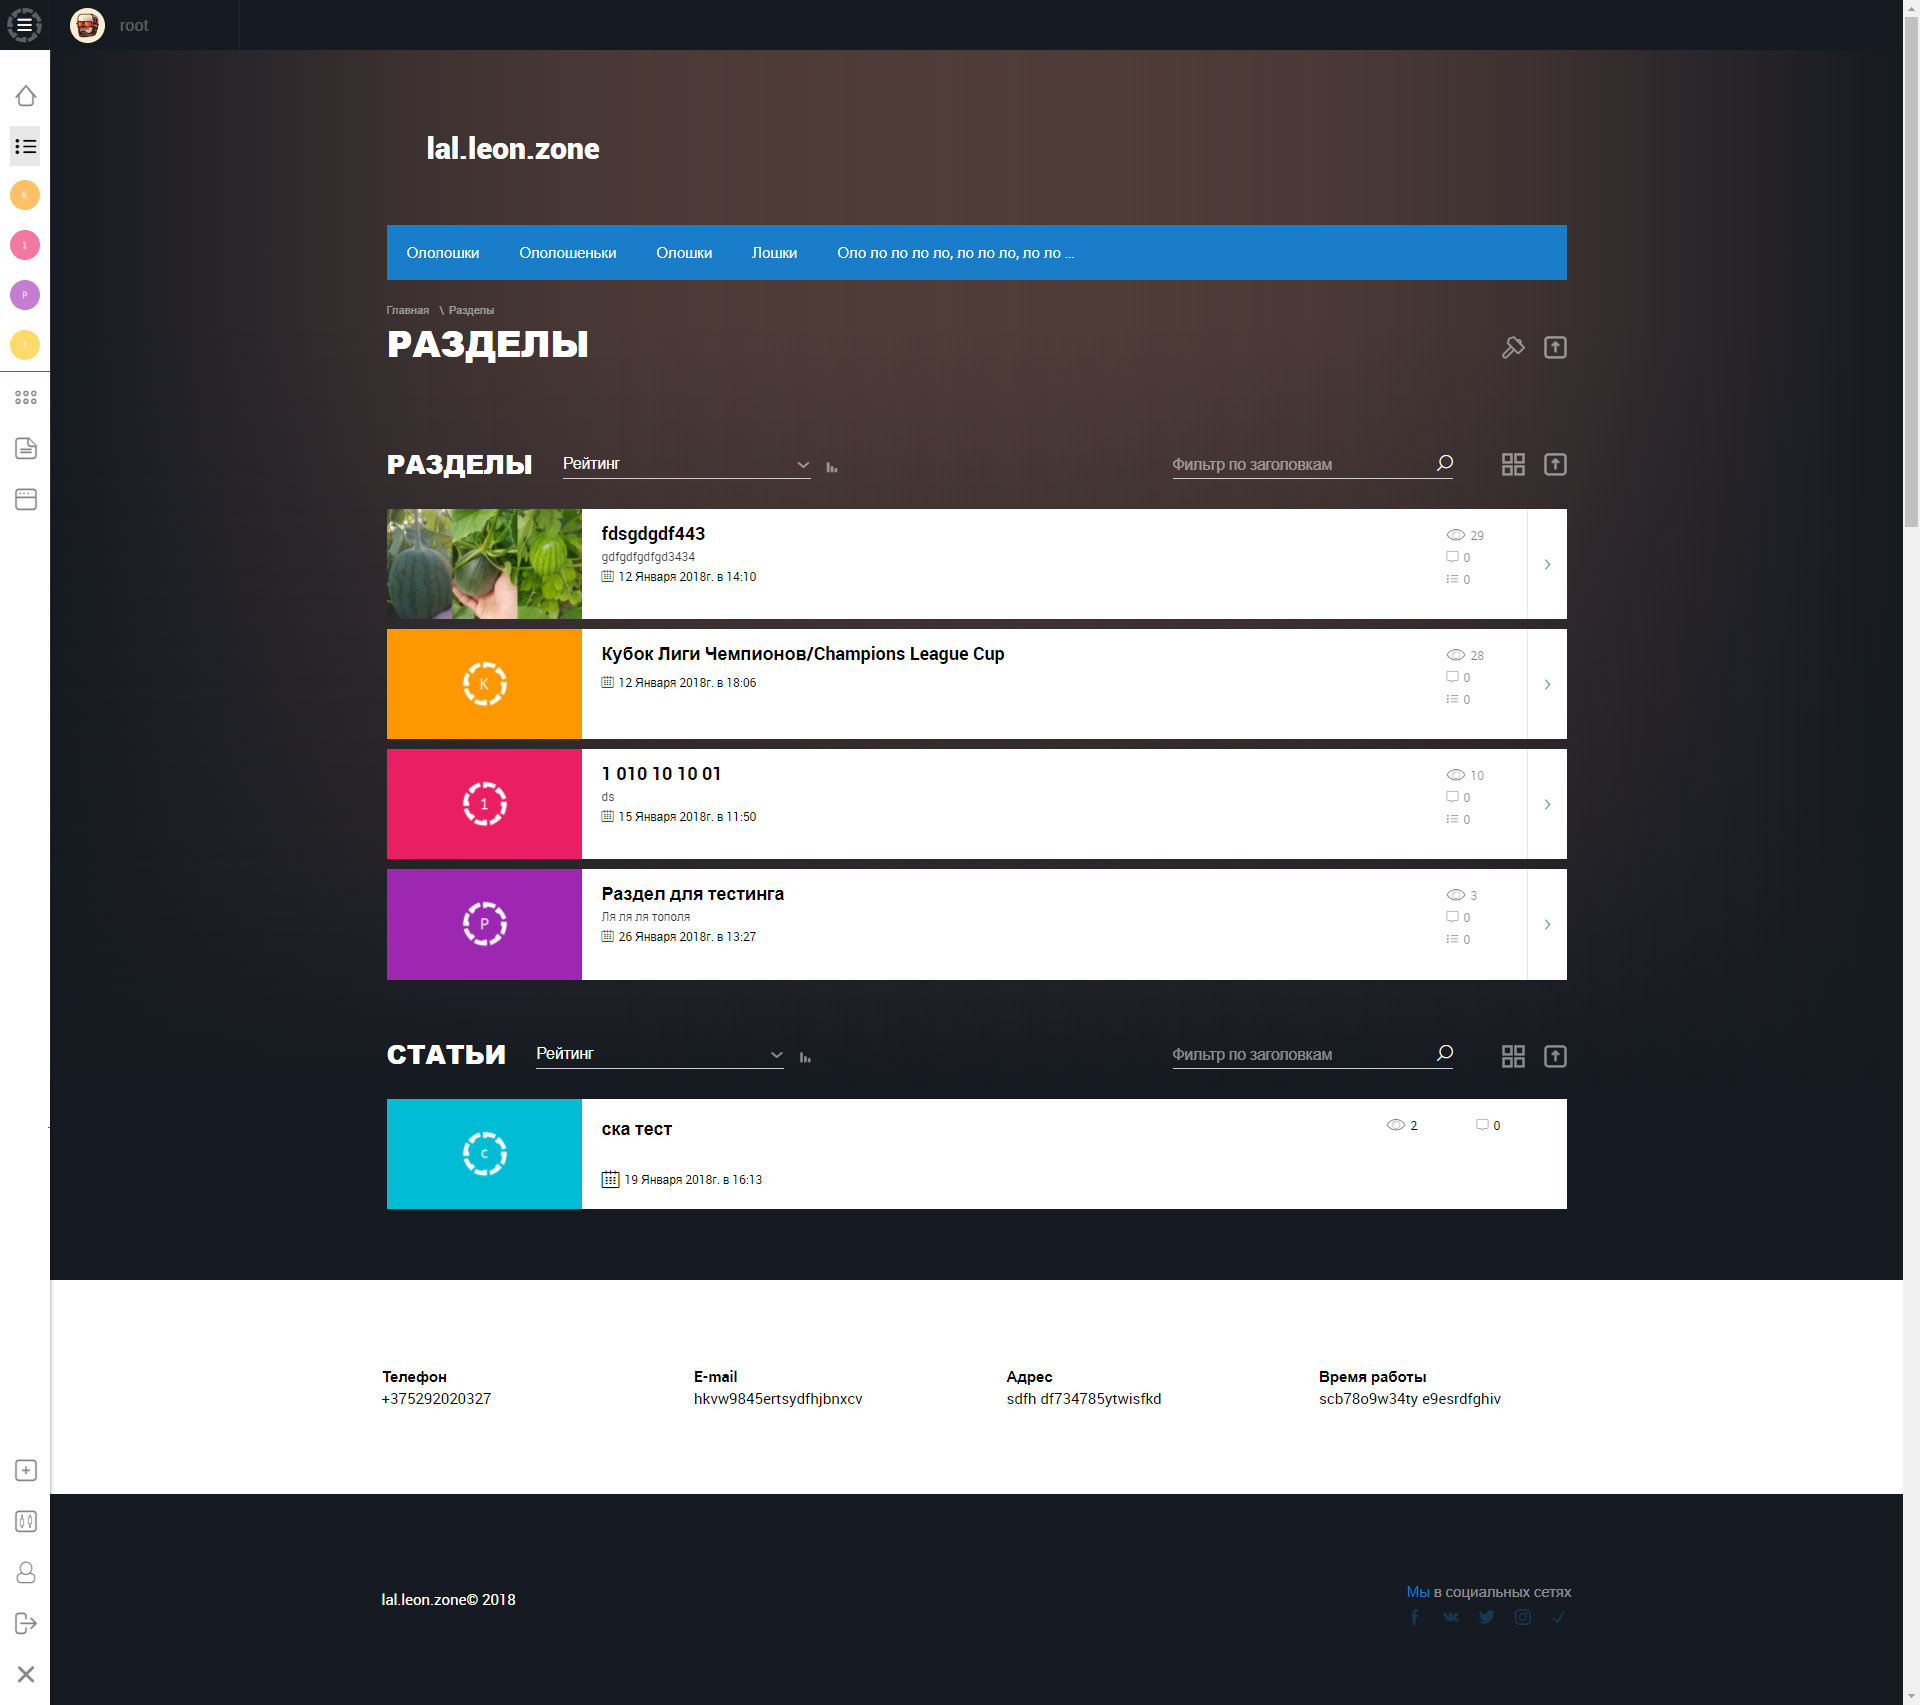 root
lal.leon.zone
Ололошки Ололошеньки Олошки Лошки Оло ло ло ло ло, ло ло ло, ло ло ...
Главная \ Разделы
РАЗДЕЛЫ
K
1
P
f
РАЗДЕЛЫ Рейтинг Фильтр по заголовкам
fdsgdgdf443
gdfgdfgdfgd3434
12 Января 2018г. в 14:10
29
0
0
K
Кубок Лиги Чемпионов/Champions League Cup
12 Января 2018г. в 18:06
28
0
0
1
1 010 10 10 01
ds
15 Января 2018г. в 11:50
10
0
0
Р
Раздел для тестинга
Ля ля ля тополя
26 Января 2018г. в 13:27
3
0
0
СТАТЬИ Рейтинг Фильтр по заголовкам
с
ска тест
2 0
19 Января 2018г. в 16:13
Телефон
+375292020327
E-mail
hkvw9845ertsydfhjbnxcv
Адрес
sdfh df734785ytwisfkd
Время работы
scb78o9w34ty e9esrdfghiv
lal.leon.zone© 2018
Мы в социальных сетях